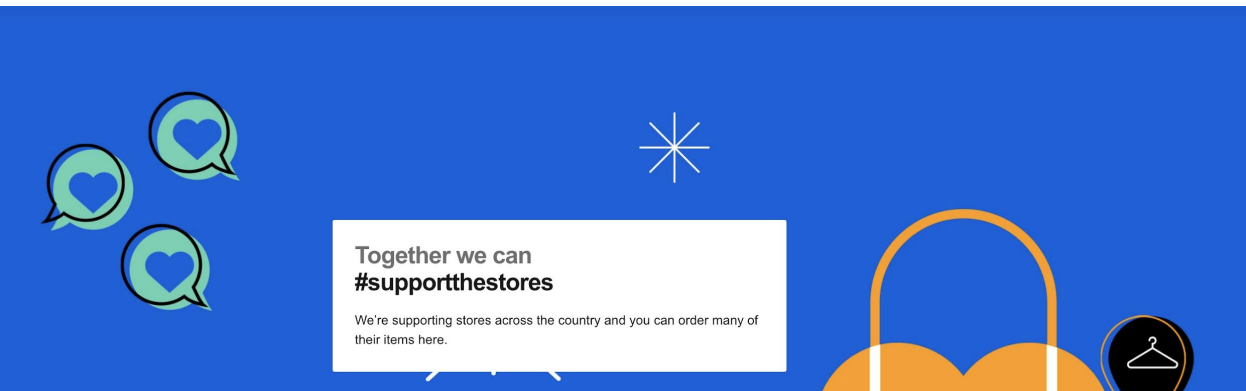 Together we can
#supportthestores
We're supporting stores across the country and you can order many of
their items here.